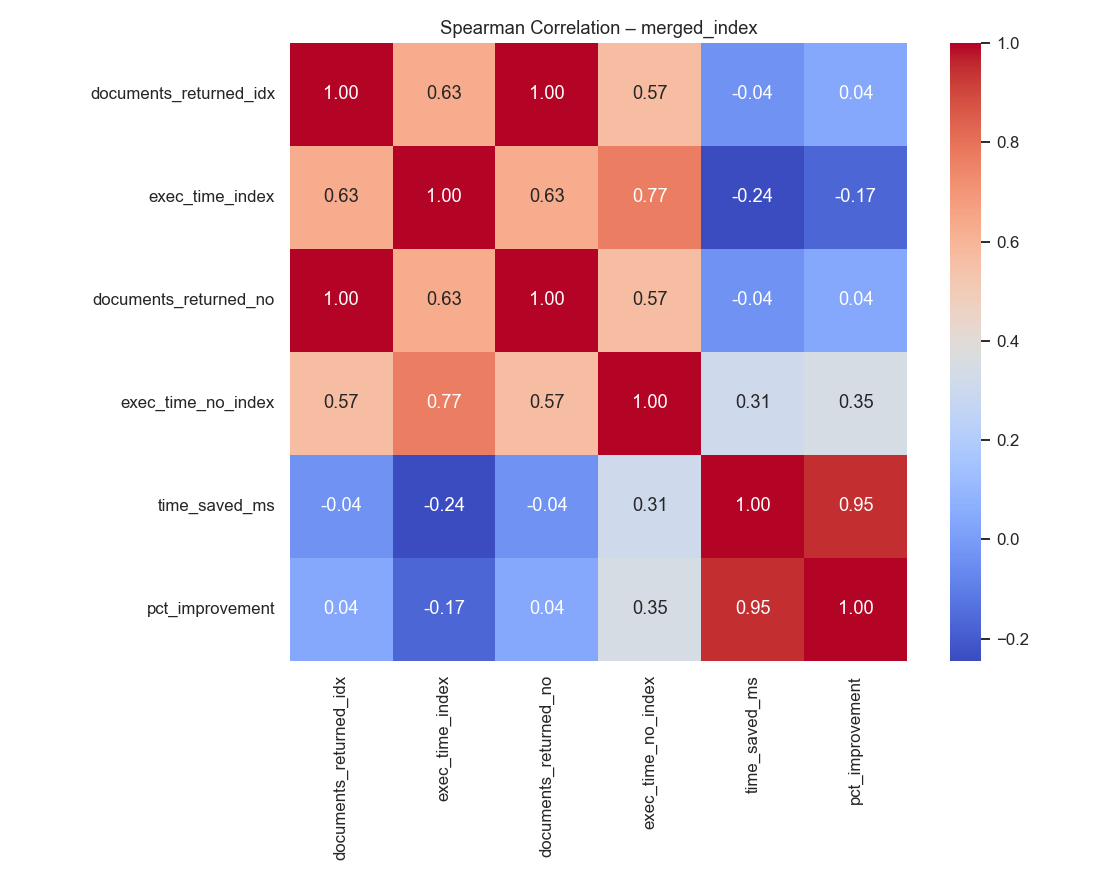 Spearman Correlation – merged_index
documents_returned_idx 1.00 0.63 1.00 0.57 -0.04 0.04
exec_time_index 0.63 1.00 0.63 0.77 -0.24 -0.17
documents_returned_no 1.00 0.63 1.00 0.57 -0.04 0.04
exec_time_no_index 0.57 0.77 0.57 1.00 0.31 0.35
time_saved_ms -0.04 -0.24 -0.04 0.31 1.00 0.95
pct_improvement 0.04 -0.17 0.04 0.35 0.95 1.00
documents_returned_idx
exec_time_index
documents_returned_no
exec_time_no_index
time_saved_ms
pct_improvement
1.0
0.8
0.6
0.4
0.2
0.0
−0.2